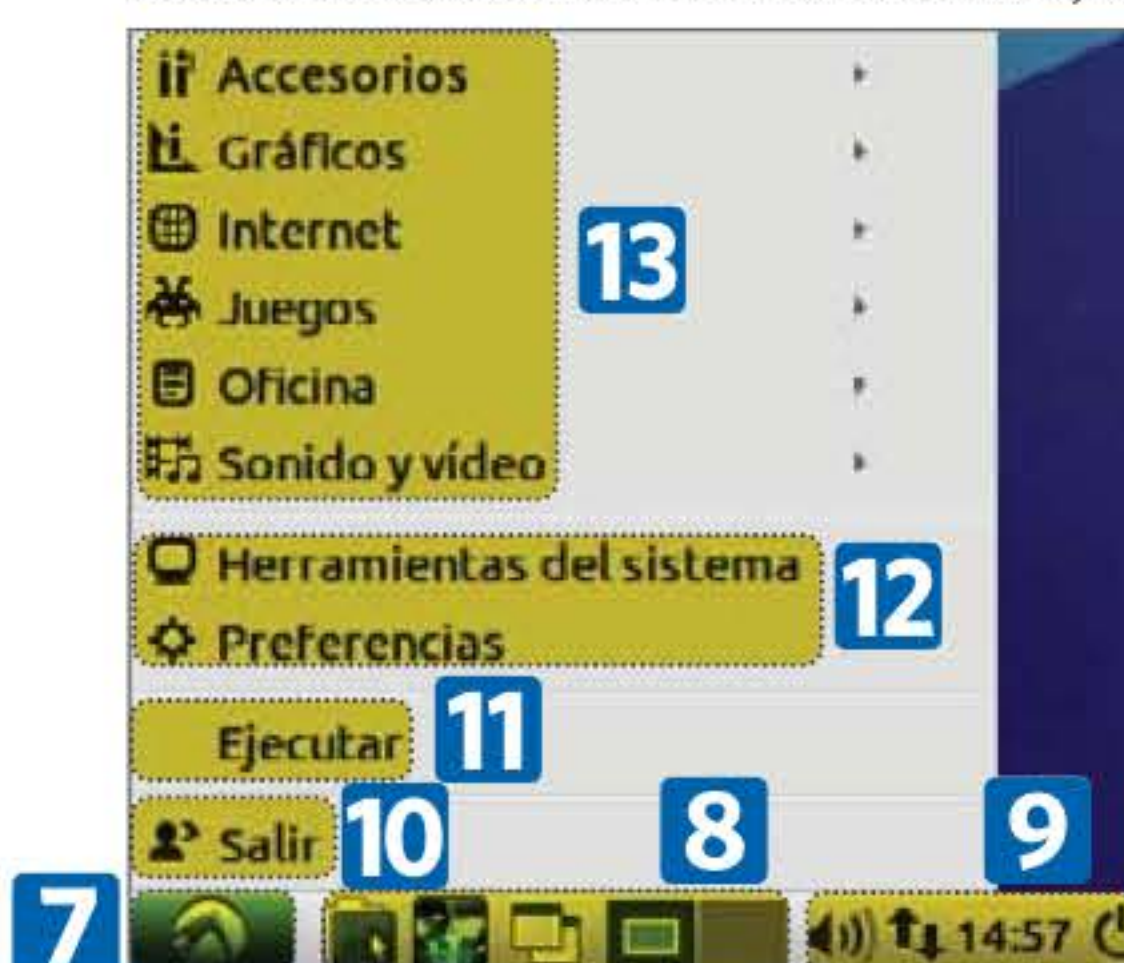 Accesorios
Gráficos
Internet
13
Juegos
Oficina
Sonido y vídeo
Herramientas del sistema
12
Preferencias
11
Ejecutar
Salir
10
8
9
7
14:57